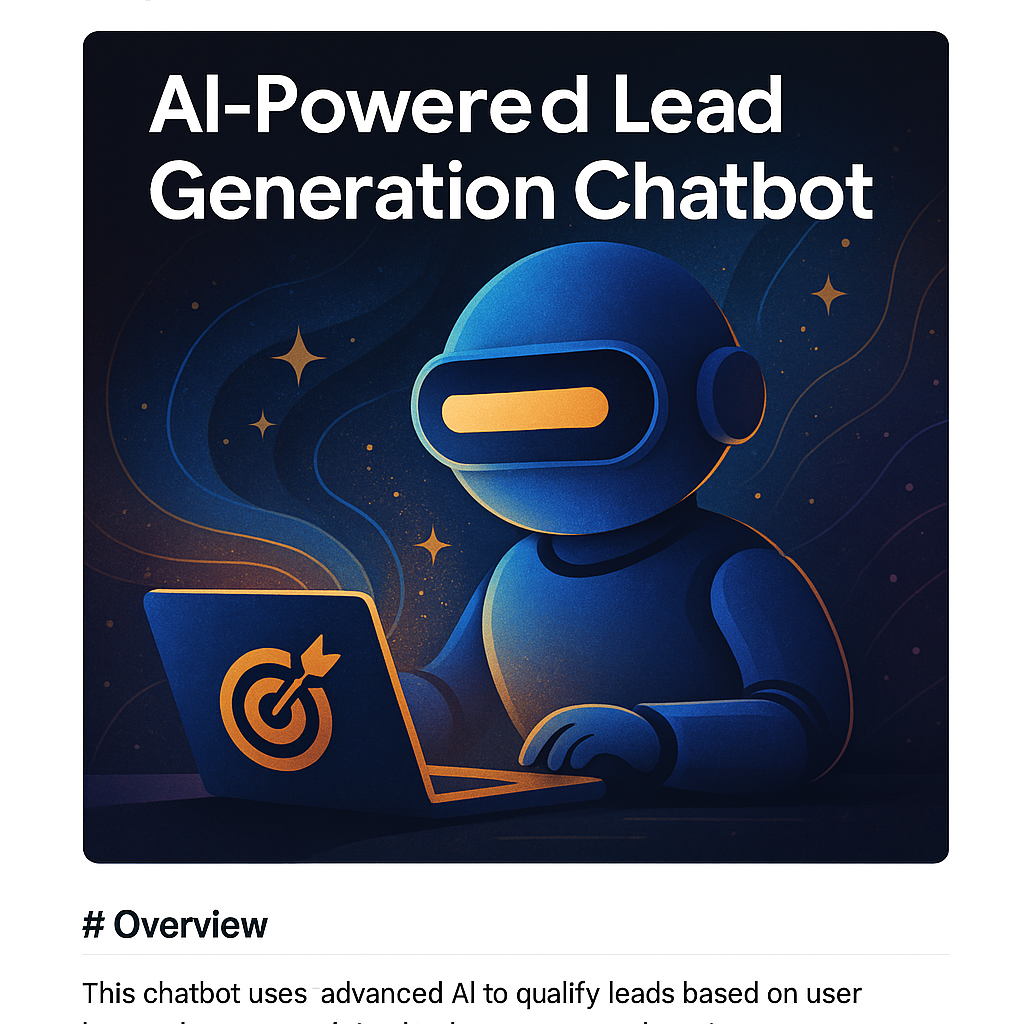 AI-Powered Lead
Generation Chatbot
# Overview
This chatbot uses advanced AI to qualify leads based on user